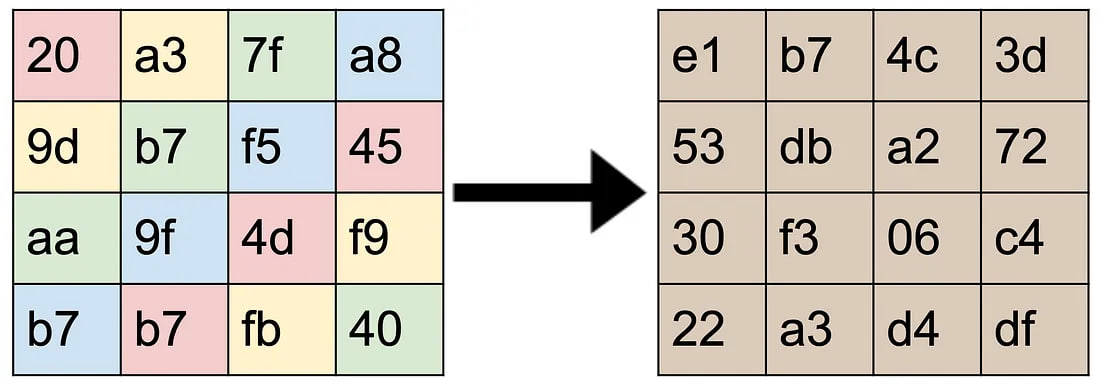 20 a3 7f a8 e1 b7 4c 3d
9d b7 f5 45 53 db a2 72
aa 9f 4d f9 30 f3 06 c4
b7 b7 fb 40 22 a3 d4 df